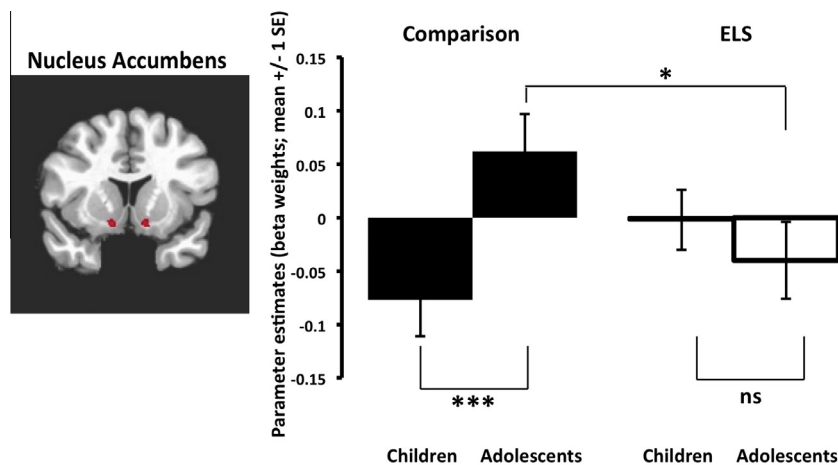 Nucleus Accumbens
Parameter estimates (beta weights; mean +/- 1 SE)
Comparison
ELS
0.15
0.1
0.05
0
-0.05
-0.1
-0.15
*
***
ns
Children
Adolescents
Children
Adolescents